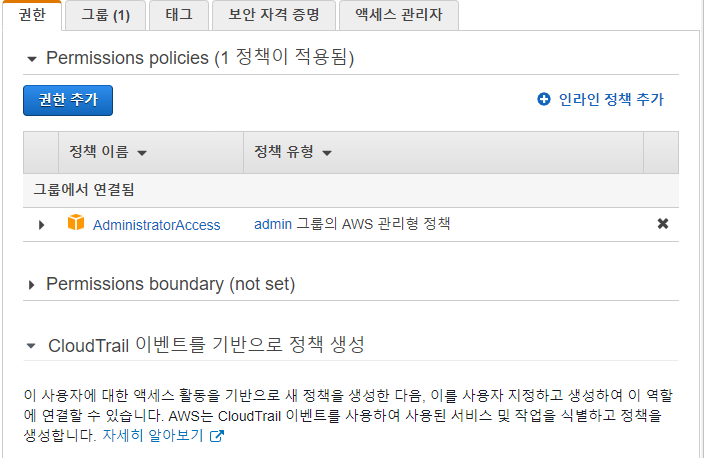 권한 그룹 (1) 태그 보안 자격 증명 액세스 관리자
Permissions policies (1 정책이 적용됨)
권한 추가 인라인 정책 추가
정책 이름 정책 유형
그룹에서 연결됨
AdministratorAccess admin 그룹의 AWS 관리형 정책
Permissions boundary (not set)
CloudTrail 이벤트를 기반으로 정책 생성
이 사용자에 대한 액세스 활동을 기반으로 새 정책을 생성한 다음, 이를 사용자 지정하고 생성하여 이 역할
에 연결할 수 있습니다. AWS는 CloudTrail 이벤트를 사용하여 사용된 서비스 및 작업을 식별하고 정책을
생성합니다. 자세히 알아보기